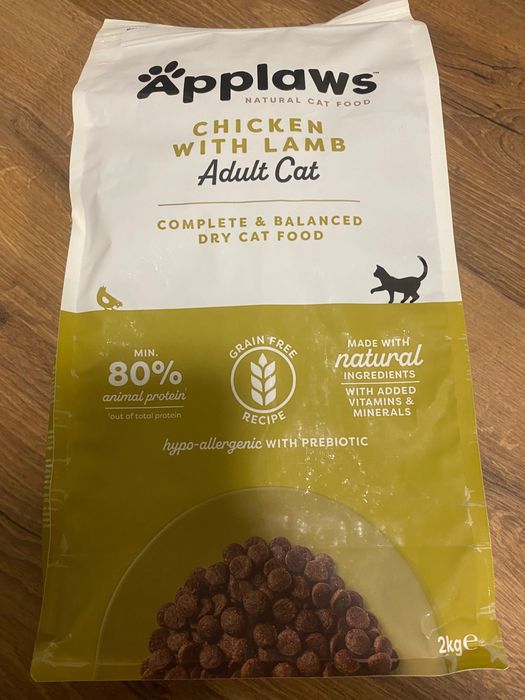 Applaws™
NATURAL CAT FOOD
CHICKEN
WITH LAMB
Adult Cat
COMPLETE & BALANCED
DRY CAT FOOD
MIN.
80%
animal protein*
*out of total protein
GRAIN FREE
RECIPE
MADE WITH
natural
INGREDIENTS
WITH ADDED
VITAMINS &
MINERALS
hypo-allergenic WITH PREBIOTIC
2kg℮